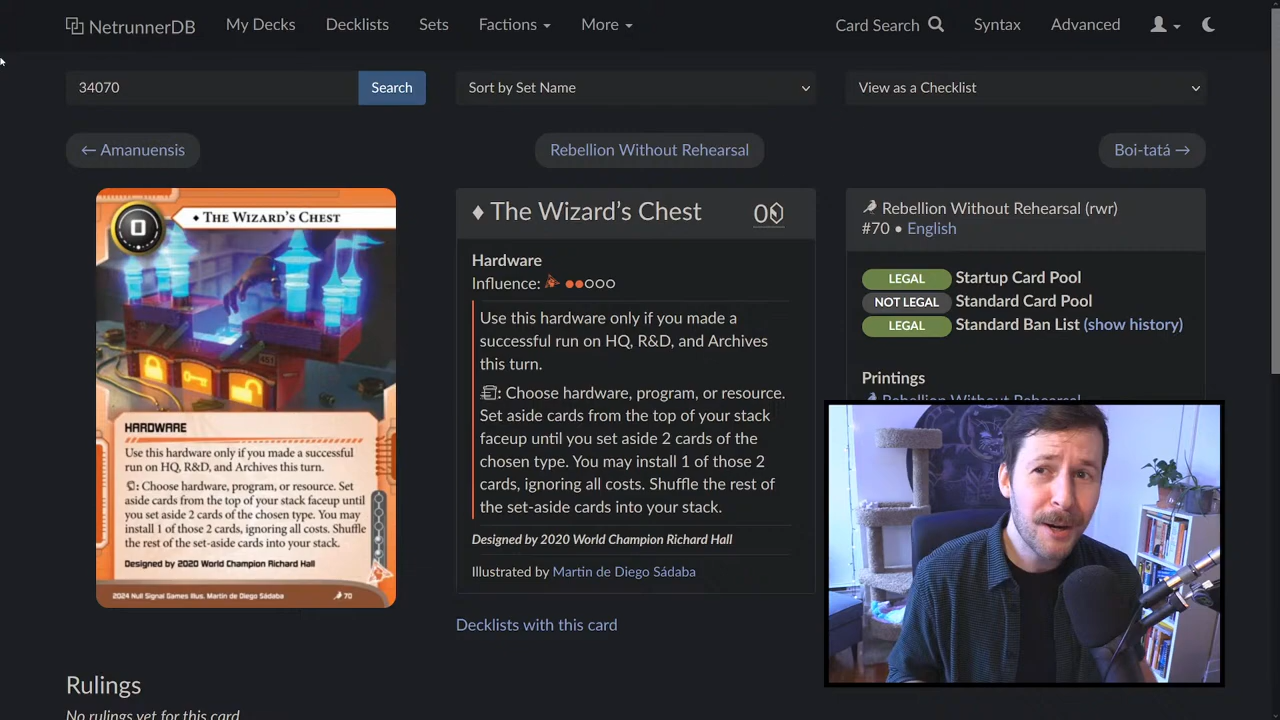 NetrunnerDB My Decks Decklists Sets Factions More Card Search Syntax Advanced
34070 Search Sort by Set Name View as a Checklist
← Amanuensis Rebellion Without Rehearsal Boi-tatá →
0
♦ THE WIZARD'S CHEST
451
HARDWARE
Use this hardware only if you made a successful
run on HQ, R&D, and Archives this turn.
: Choose hardware, program, or resource. Set
aside cards from the top of your stack faceup until
you set aside 2 cards of the chosen type. You may
install 1 of those 2 cards, ignoring all costs. Shuffle
the rest of the set-aside cards into your stack.
Designed by 2020 World Champion Richard Hall
2024 Null Signal Games Illus. Martin de Diego Sádaba 70
♦ The Wizard's Chest 0
Hardware
Influence:
Use this hardware only if you made a
successful run on HQ, R&D, and Archives
this turn.
: Choose hardware, program, or resource.
Set aside cards from the top of your stack
faceup until you set aside 2 cards of the
chosen type. You may install 1 of those 2
cards, ignoring all costs. Shuffle the rest of
the set-aside cards into your stack.
Designed by 2020 World Champion Richard Hall
Illustrated by Martin de Diego Sádaba
Decklists with this card
Rebellion Without Rehearsal (rwr)
#70 • English
LEGAL Startup Card Pool
NOT LEGAL Standard Card Pool
LEGAL Standard Ban List (show history)
Printings
Rebellion Without Rehearsal
Rulings
No rulings yet for this card